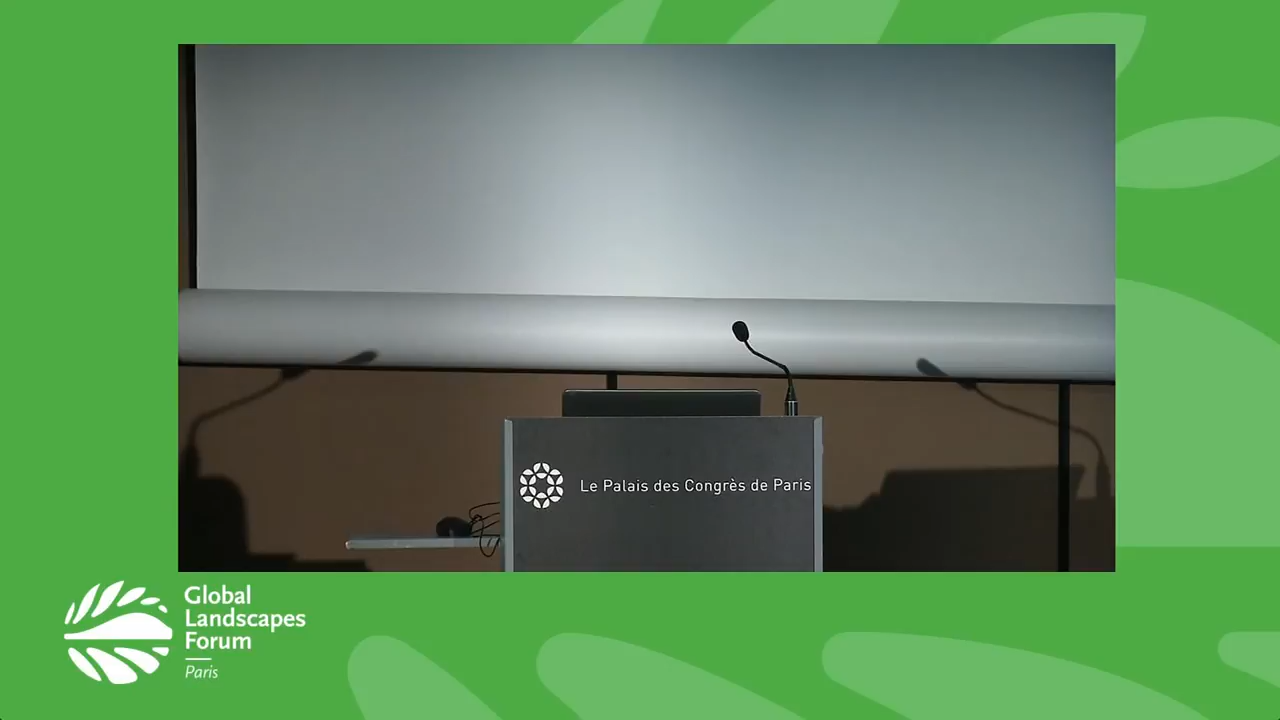 Le Palais des Congrès de Paris
Global
Landscapes
Forum
Paris